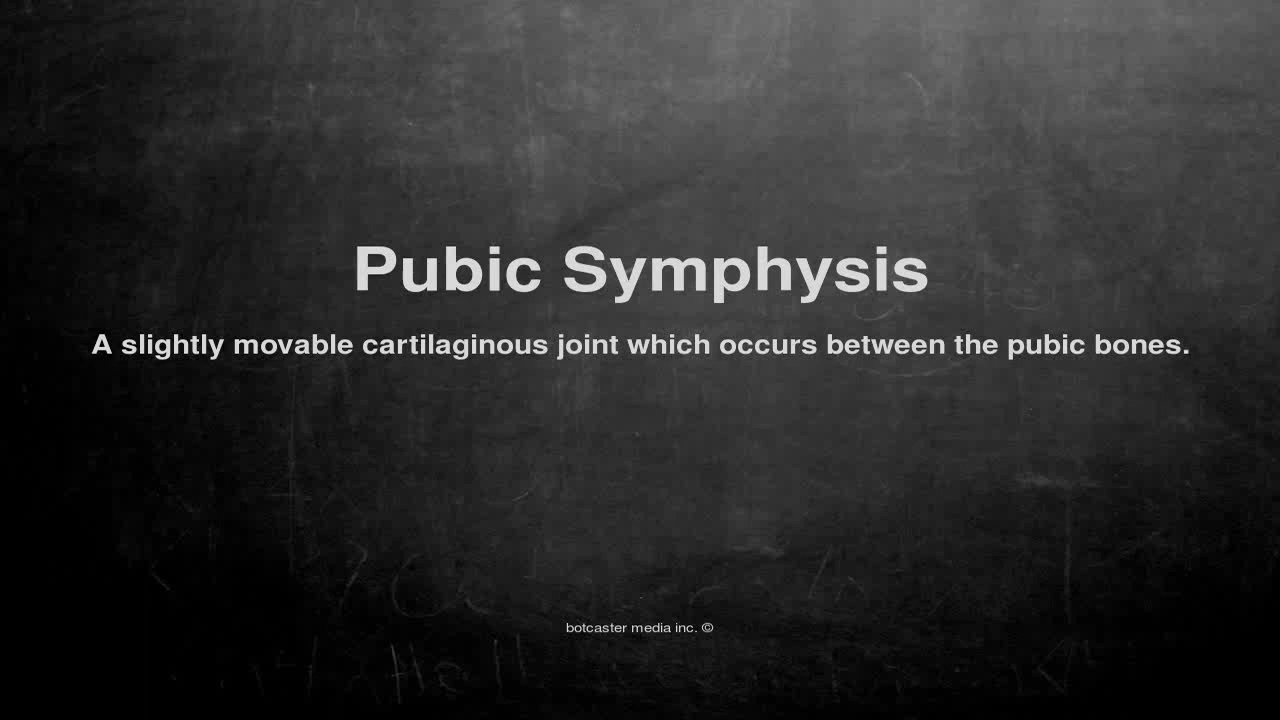 Pubic Symphysis
A slightly movable cartilaginous joint which occurs between the pubic bones.
botcaster media inc. ©